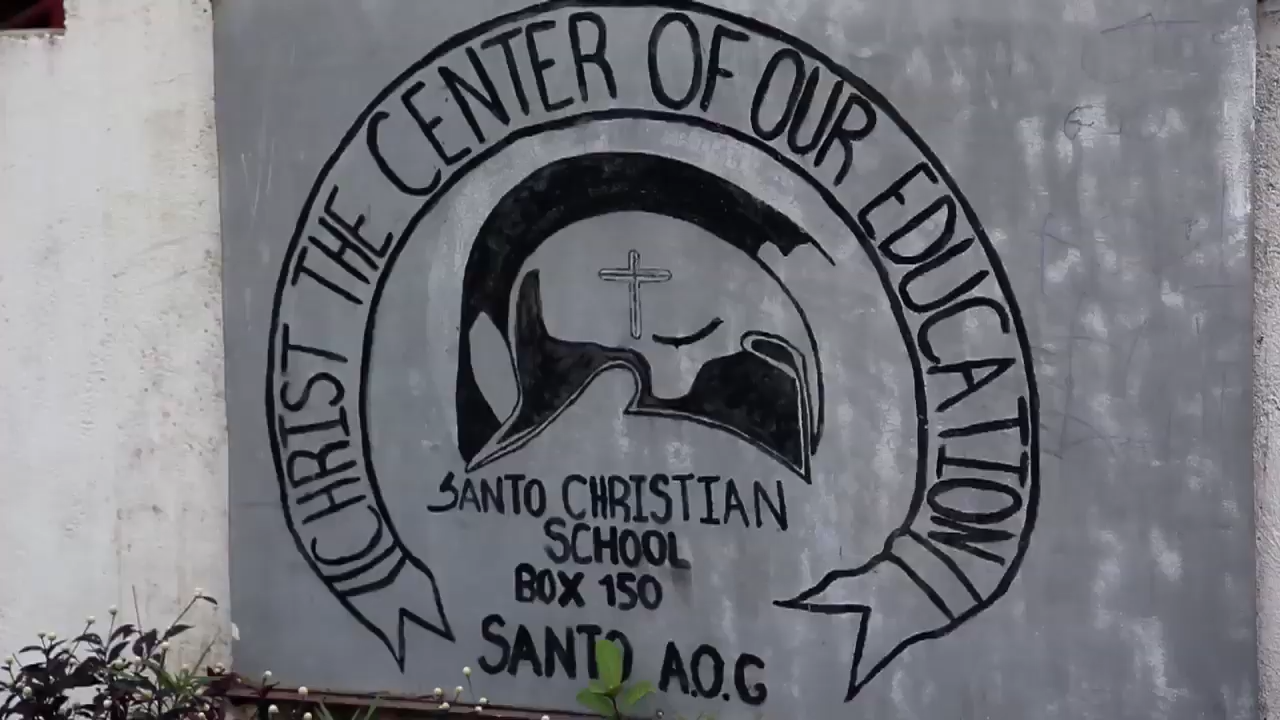 CHRIST THE CENTER OF OUR EDUCATION
SANTO CHRISTIAN
SCHOOL
BOX 150
SANTO A.O.G